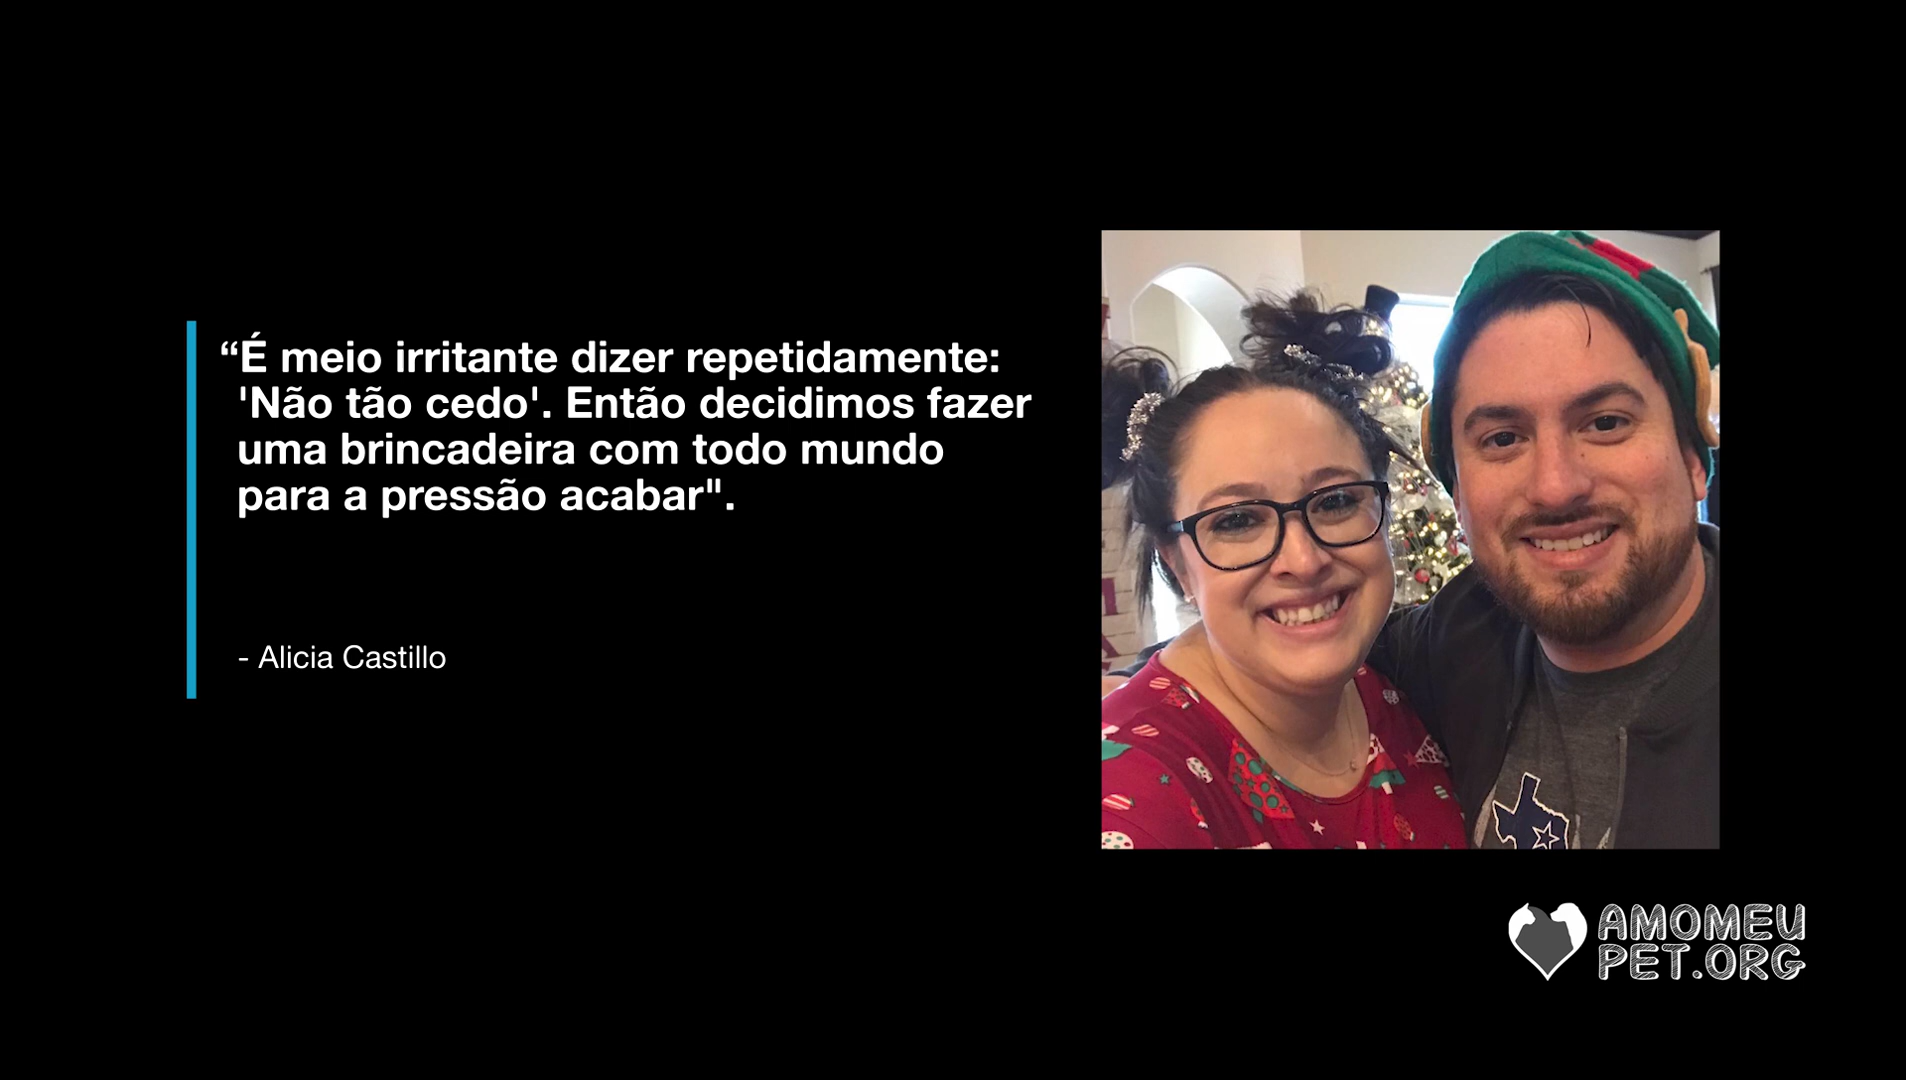 “É meio irritante dizer repetidamente:
'Não tão cedo'. Então decidimos fazer
uma brincadeira com todo mundo
para a pressão acabar".
- Alicia Castillo
AMOMEU
PET.ORG